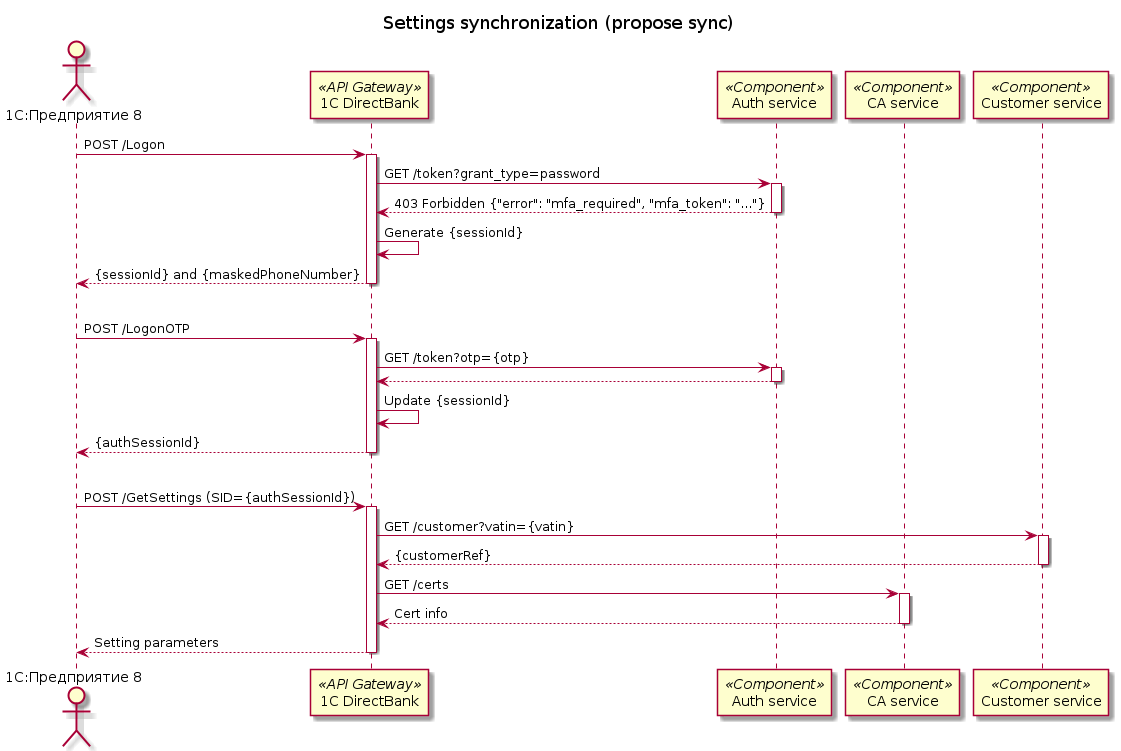 Settings synchronization (propose sync)
1С:Предприятие 8
«API Gateway»
1C DirectBank
«Component»
Auth service
«Component»
CA service
«Component»
Customer service
POST /Logon
GET /token?grant_type=password
403 Forbidden {"error": "mfa_required", "mfa_token": "..."}
Generate {sessionId}
{sessionId} and {maskedPhoneNumber}
POST /LogonOTP
GET /token?otp={otp}
Update {sessionId}
{authSessionId}
POST /GetSettings (SID={authSessionId})
GET /customer?vatin={vatin}
{customerRef}
GET /certs
Cert info
Setting parameters
1С:Предприятие 8
«API Gateway»
1C DirectBank
«Component»
Auth service
«Component»
CA service
«Component»
Customer service